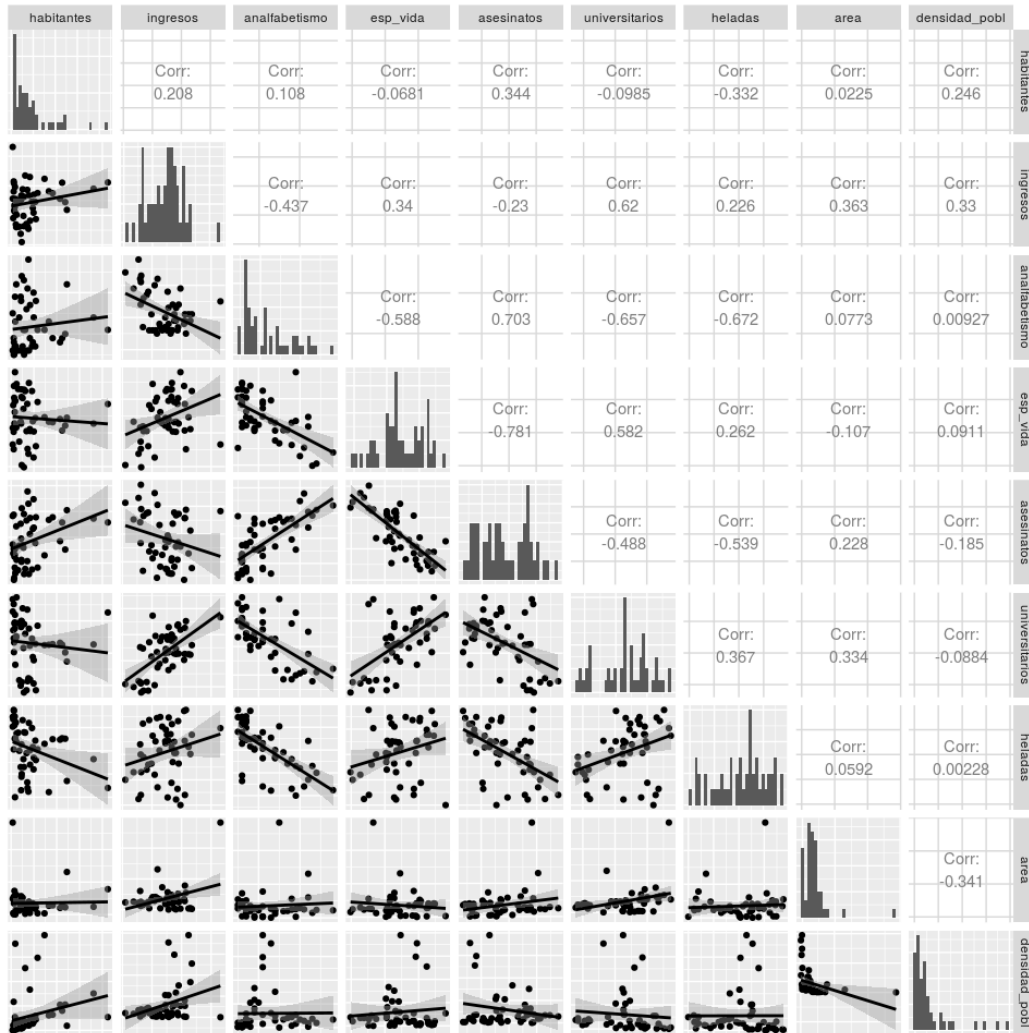 habitantes ingresos analfabetismo esp_vida asesinatos universitarios heladas area densidad_pobl
Corr: Corr: Corr: Corr: Corr: Corr: Corr: Corr:
0.208 0.108 -0.0681 0.344 -0.0985 -0.332 0.0225 0.246
habitantes
Corr: Corr: Corr: Corr: Corr: Corr: Corr:
-0.437 0.34 -0.23 0.62 0.226 0.363 0.33
ingresos
Corr: Corr: Corr: Corr: Corr: Corr:
-0.588 0.703 -0.657 -0.672 0.0773 0.00927
analfabetismo
Corr: Corr: Corr: Corr: Corr:
-0.781 0.582 0.262 -0.107 0.0911
esp_vida
Corr: Corr: Corr: Corr:
-0.488 -0.539 0.228 -0.185
asesinatos
Corr: Corr: Corr:
0.367 0.334 -0.0884
universitarios
Corr: Corr:
0.0592 0.00228
heladas
Corr:
-0.341
area
densidad_pobl